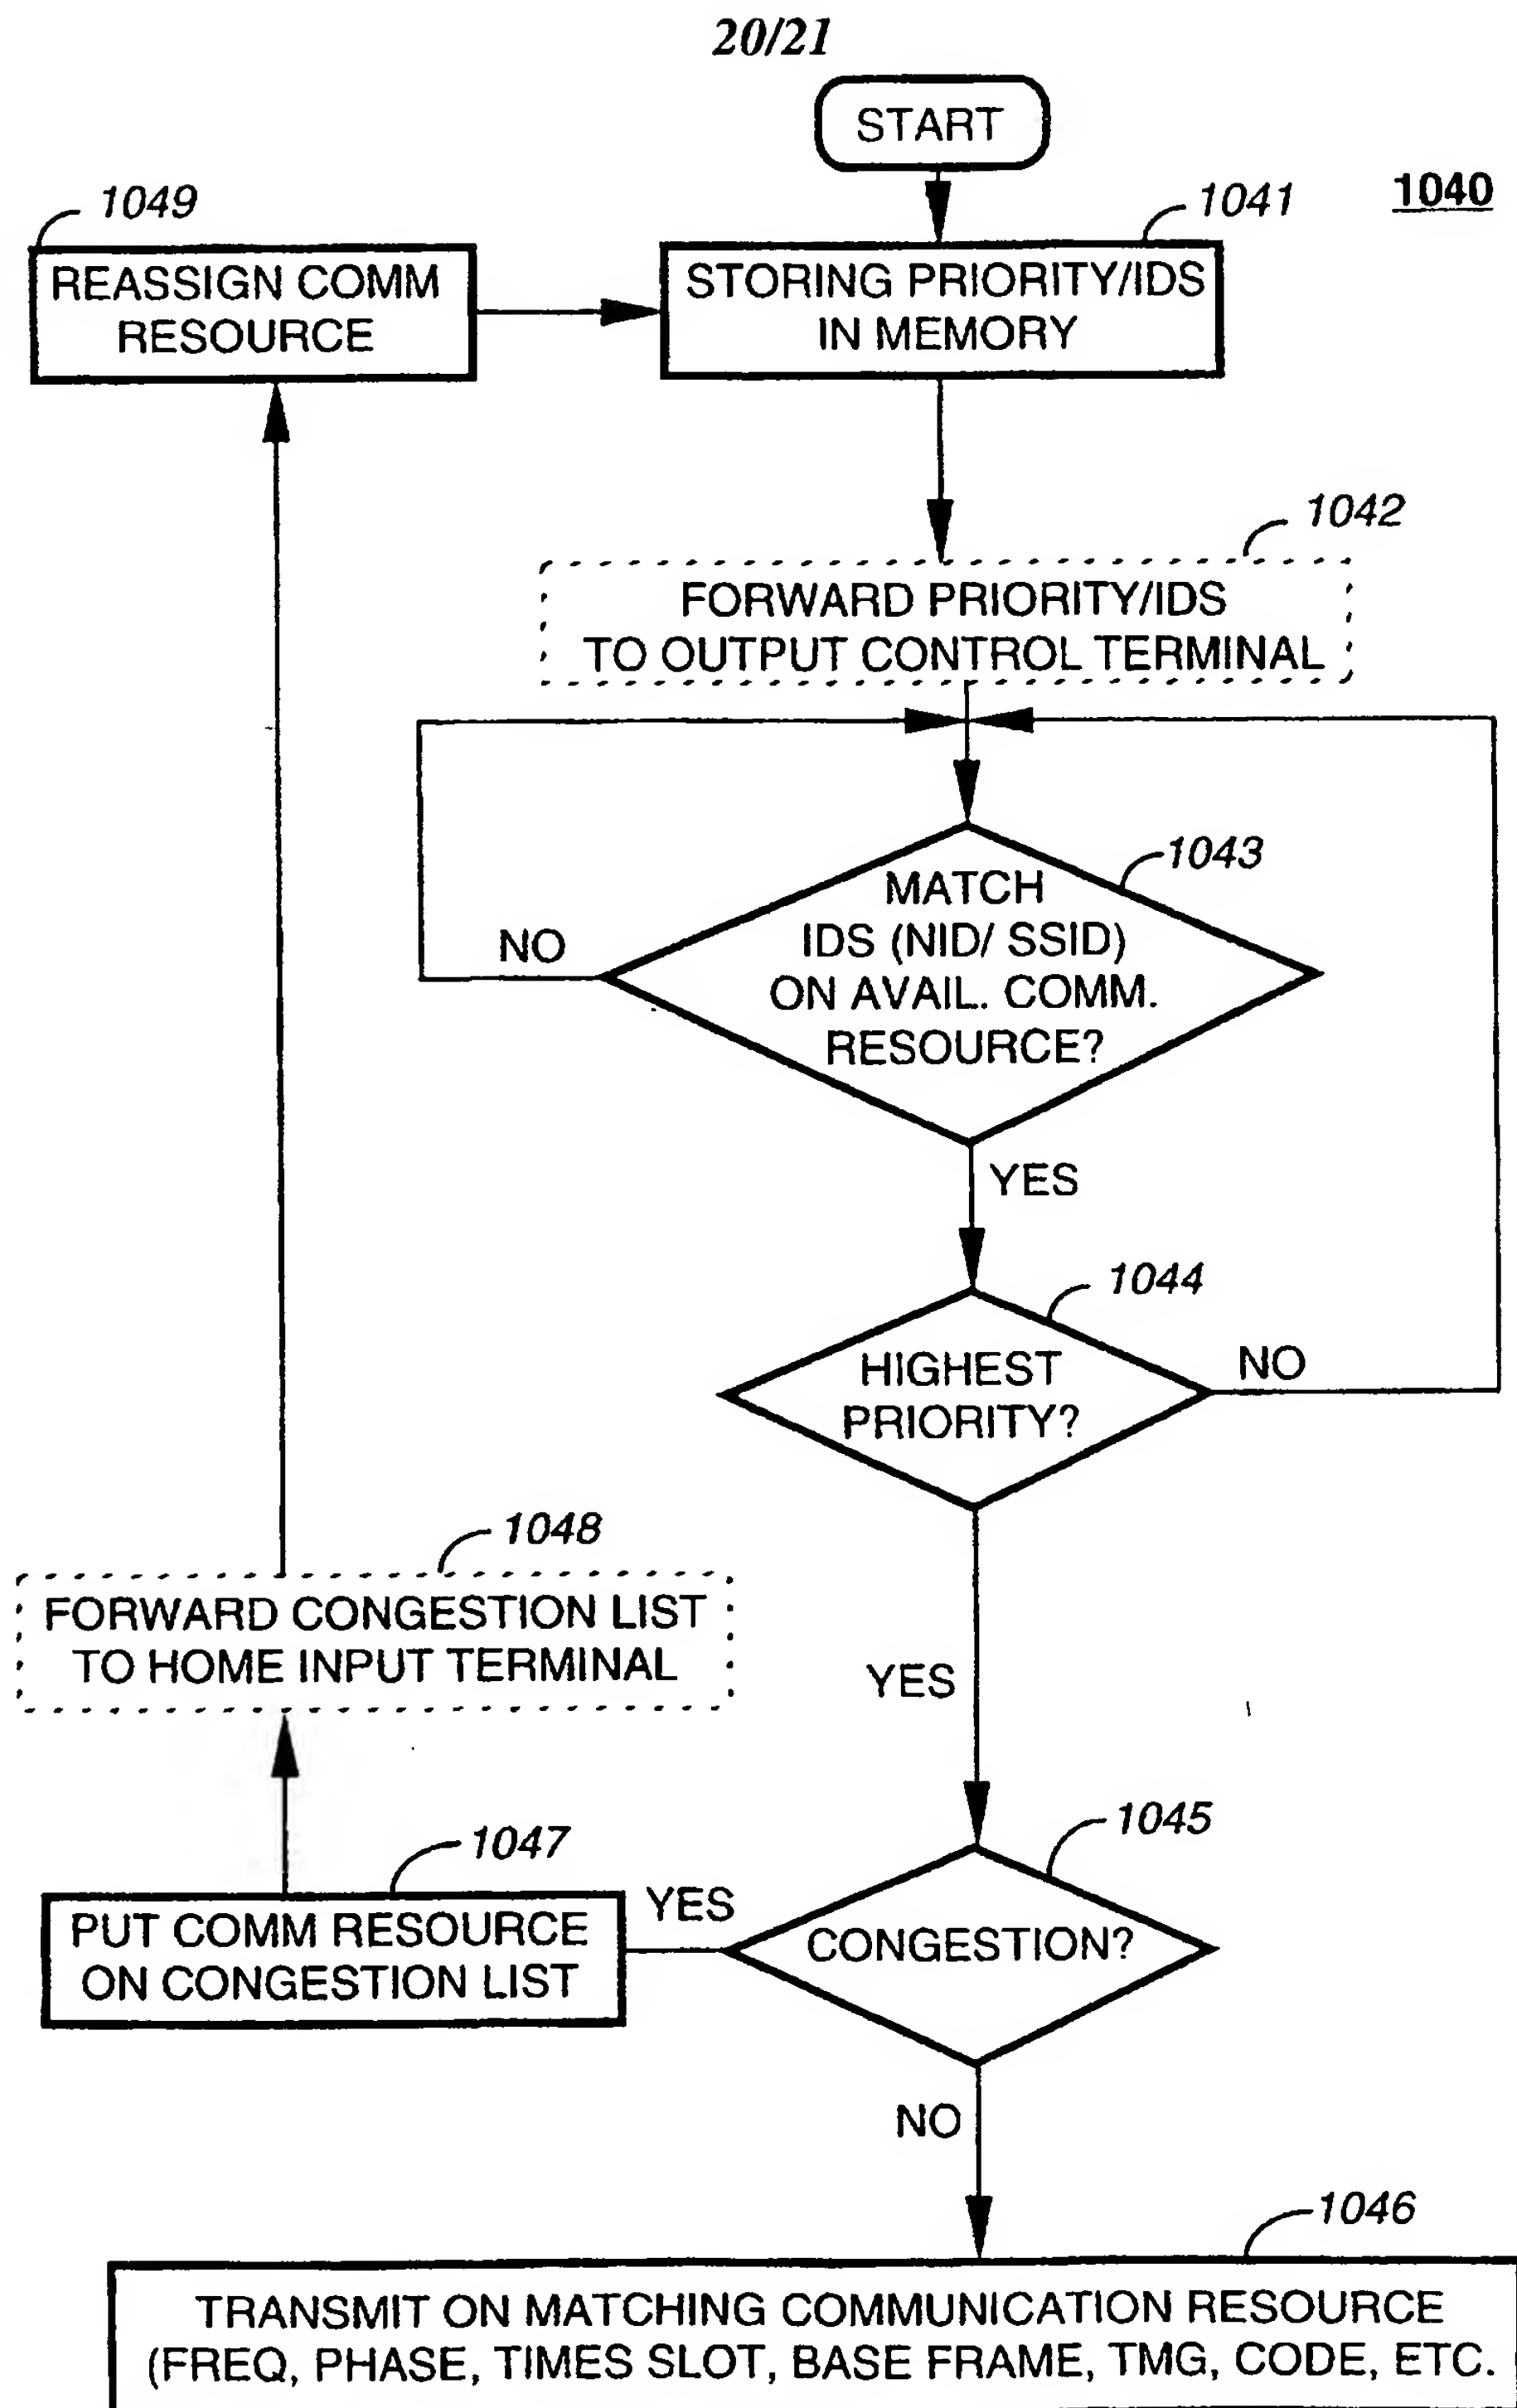 20/21
START
1049
1041
1040
REASSIGN COMM
RESOURCE
STORING PRIORITY/IDS
IN MEMORY
1042
FORWARD PRIORITY/IDS
TO OUTPUT CONTROL TERMINAL
1043
MATCH
IDS (NID/ SSID)
ON AVAIL. COMM.
RESOURCE?
NO
YES
1044
HIGHEST
PRIORITY?
NO
1048
FORWARD CONGESTION LIST
TO HOME INPUT TERMINAL
YES
1045
1047
PUT COMM RESOURCE
ON CONGESTION LIST
YES
CONGESTION?
NO
1046
TRANSMIT ON MATCHING COMMUNICATION RESOURCE
(FREQ, PHASE, TIMES SLOT, BASE FRAME, TMG, CODE, ETC.